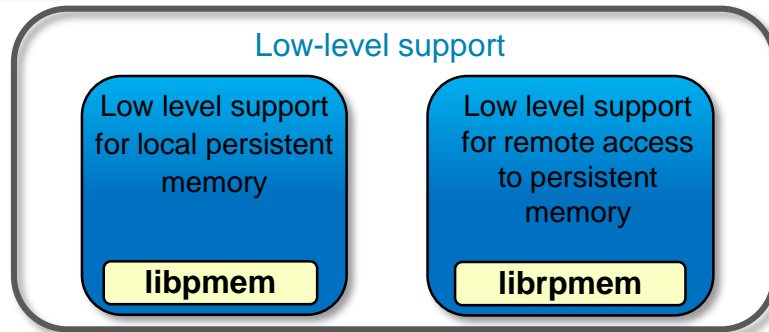 Low-level support
Low level support
for local persistent
memory
libpmem
Low level support
for remote access
to persistent
memory
librpmem